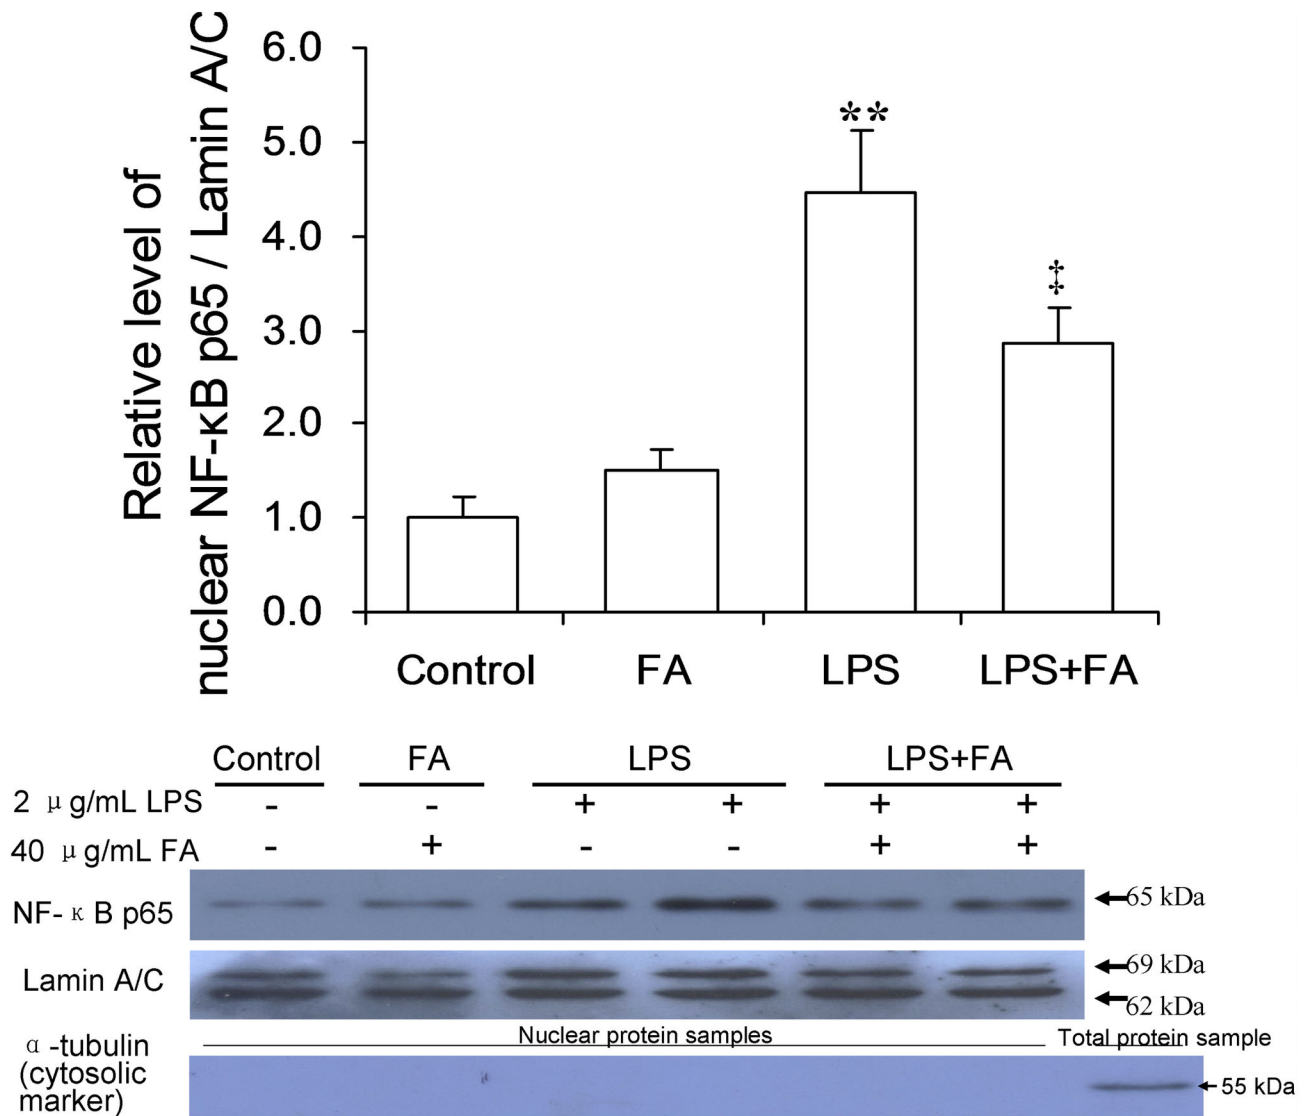 Relative level of
nuclear NF-κB p65 / Lamin A/C
6.0
5.0
4.0
3.0
2.0
1.0
0.0
**
‡
Control FA LPS LPS+FA
Control FA LPS LPS+FA
2 μg/mL LPS - - + + + +
40 μg/mL FA - + - - + +
NF-κB p65 65 kDa
Lamin A/C 69 kDa
62 kDa
Nuclear protein samples Total protein sample
α-tubulin
(cytosolic
marker) 55 kDa